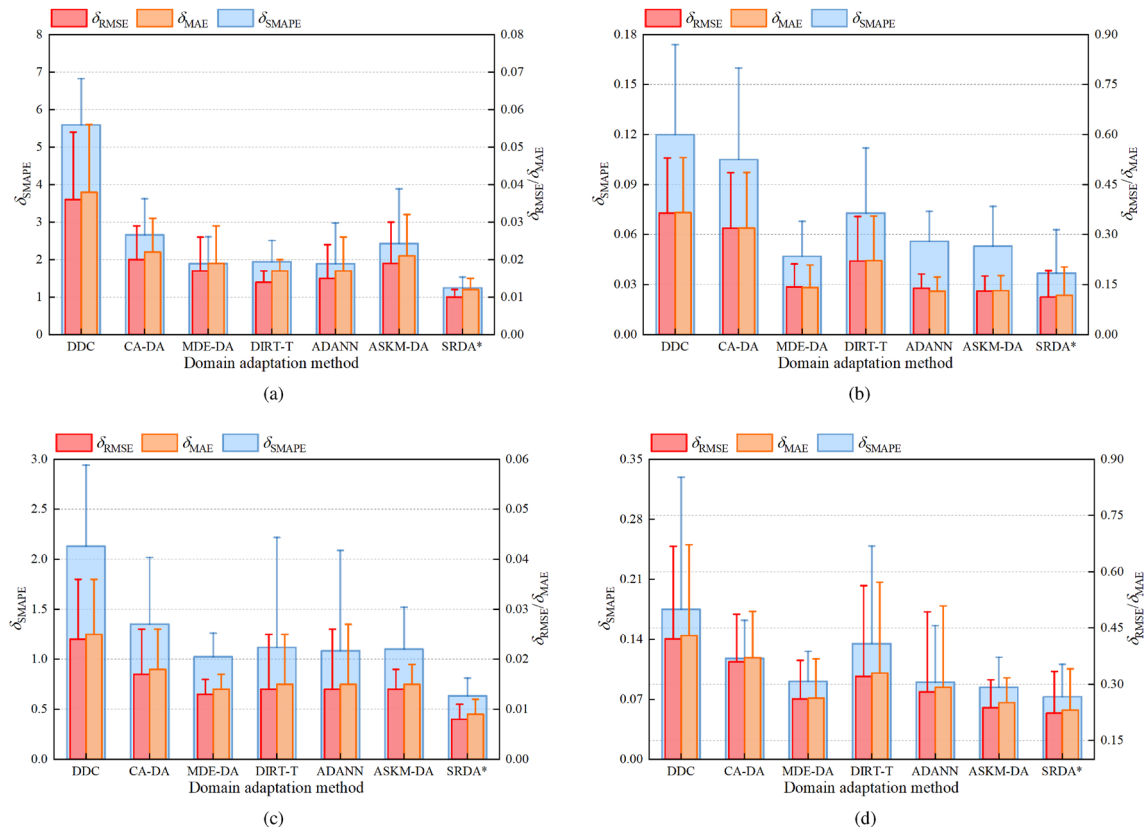 δRMSE δMAE δSMAPE
8 7 6 5 4 3 2 1 0
δSMAPE
0.08 0.07 0.06 0.05 0.04 0.03 0.02 0.01 0.00
δRMSE/δMAE
DDC CA-DA MDE-DA DIRT-T ADANN ASKM-DA SRDA*
Domain adaptation method
(a)
δRMSE δMAE δSMAPE
0.18 0.15 0.12 0.09 0.06 0.03 0.00
δSMAPE
0.90 0.75 0.60 0.45 0.30 0.15 0.00
δRMSE/δMAE
DDC CA-DA MDE-DA DIRT-T ADANN ASKM-DA SRDA*
Domain adaptation method
(b)
δRMSE δMAE δSMAPE
3.0 2.5 2.0 1.5 1.0 0.5 0.0
δSMAPE
0.06 0.05 0.04 0.03 0.02 0.01 0.00
δRMSE/δMAE
DDC CA-DA MDE-DA DIRT-T ADANN ASKM-DA SRDA*
Domain adaptation method
(c)
δRMSE δMAE δSMAPE
0.35 0.28 0.21 0.14 0.07 0.00
δSMAPE
0.90 0.75 0.60 0.45 0.30 0.15
δRMSE/δMAE
DDC CA-DA MDE-DA DIRT-T ADANN ASKM-DA SRDA*
Domain adaptation method
(d)